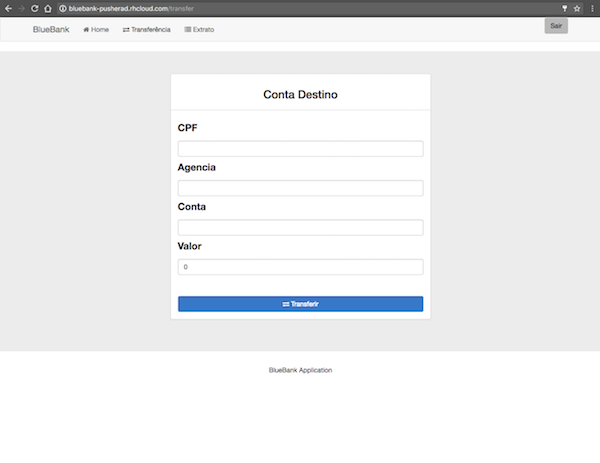 bluebank-pusherad.rhcloud.com/transfer
BlueBank Home Transferência Extrato Sair
Conta Destino
CPF
Agencia
Conta
Valor
0
Transferir
BlueBank Application